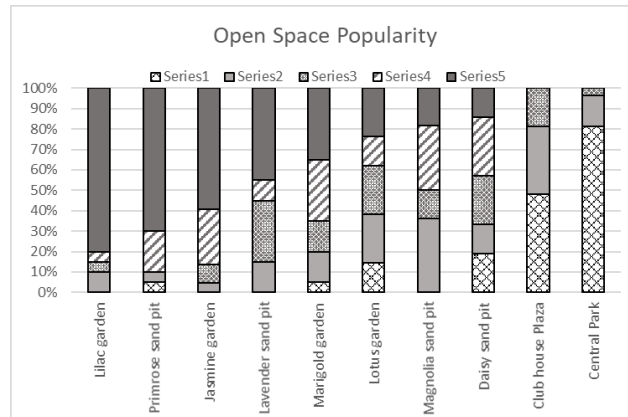 Open Space Popularity
Series1 Series2 Series3 Series4 Series5
100%
90%
80%
70%
60%
50%
40%
30%
20%
10%
0%
Lilac garden
Primrose sand pit
Jasmine garden
Lavender sand pit
Marigold garden
Lotus garden
Magnolia sand pit
Daisy sand pit
Club house Plaza
Central Park